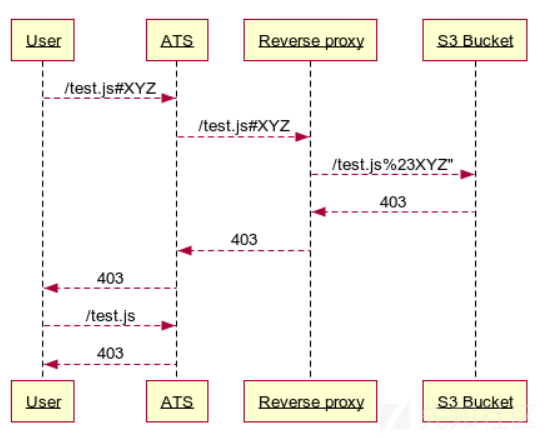 User ATS Reverse proxy S3 Bucket
/test.js#XYZ
/test.js#XYZ
/test.js%23XYZ"
403
403
403
/test.js
403
User ATS Reverse proxy S3 Bucket